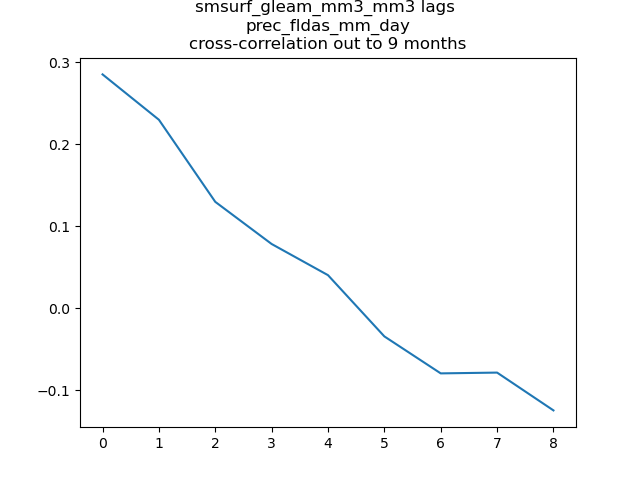 smsurf_gleam_mm3_mm3 lags
prec_fldas_mm_day
cross-correlation out to 9 months
0.3
0.2
0.1
0.0
−0.1
0 1 2 3 4 5 6 7 8